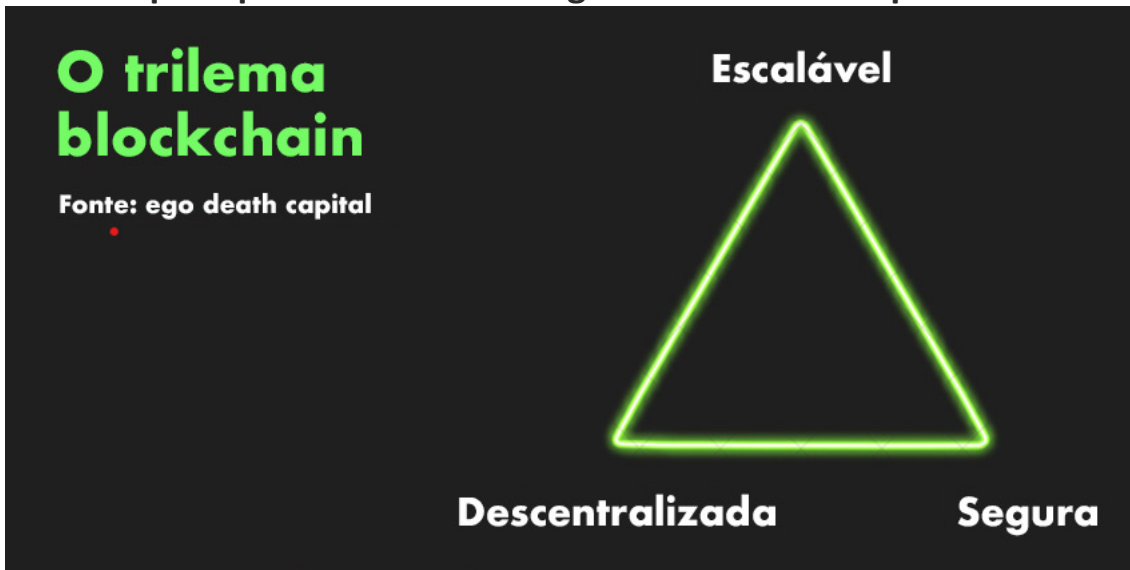 O trilema
blockchain
Fonte: ego death capital
Escalável
Descentralizada
Segura